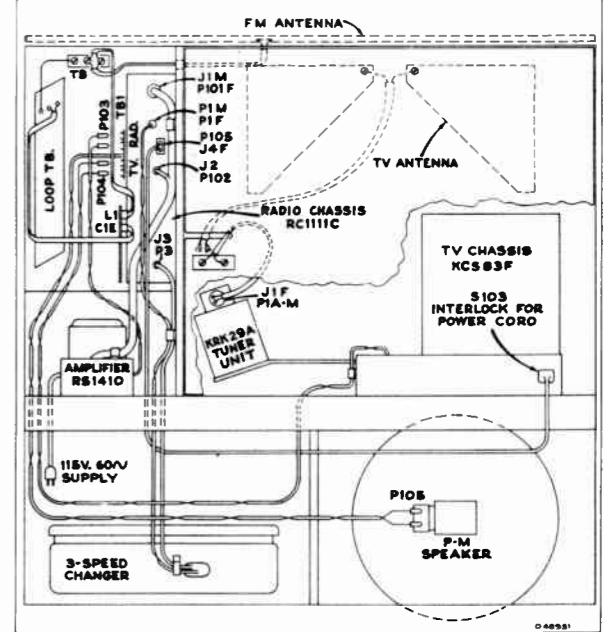 FM ANTENNA
TB
J1M
P101F
P1M
P1F
P105
J4F
J2
P102
P103
TB1
TV. RAD.
P104
LOOP TB.
L1
C1E
J3
P3
TV ANTENNA
RADIO CHASSIS
RC1111C
TV CHASSIS
KCS83F
S103
INTERLOCK FOR
POWER CORD
J1F
P1A-M
KRK29A
TUNER
UNIT
AMPLIFIER
RS1410
115V. 60∿
SUPPLY
P105
P-M
SPEAKER
3-SPEED
CHANGER